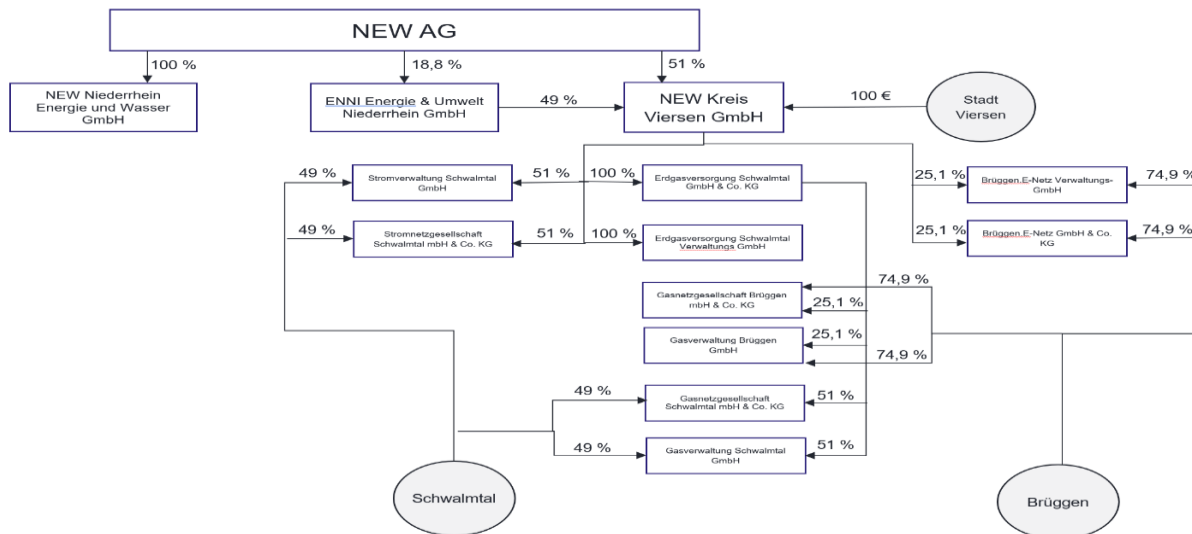 NEW AG
100 %
18,8 %
51 %
NEW Niederrhein
Energie und Wasser
GmbH
ENNI Energie & Umwelt
Niederrhein GmbH
49 %
NEW Kreis
Viersen GmbH
100 €
Stadt
Viersen
49 %
Stromverwaltung Schwalmtal
GmbH
51 %
100 %
Erdgasversorgung Schwalmtal
GmbH & Co. KG
25,1 %
Brüggen.E-Netz Verwaltungs-
GmbH
74,9 %
49 %
Stromnetzgesellschaft
Schwalmtal mbH & Co. KG
51 %
100 %
Erdgasversorgung Schwalmtal
Verwaltungs GmbH
25,1 %
Brüggen.E-Netz GmbH & Co.
KG
74,9 %
Gasnetzgesellschaft Brüggen
mbH & Co. KG
74,9 %
25,1 %
Gasverwaltung Brüggen
GmbH
25,1 %
74,9 %
49 %
Gasnetzgesellschaft
Schwalmtal mbH & Co. KG
51 %
49 %
Gasverwaltung Schwalmtal
GmbH
51 %
Schwalmtal
Brüggen